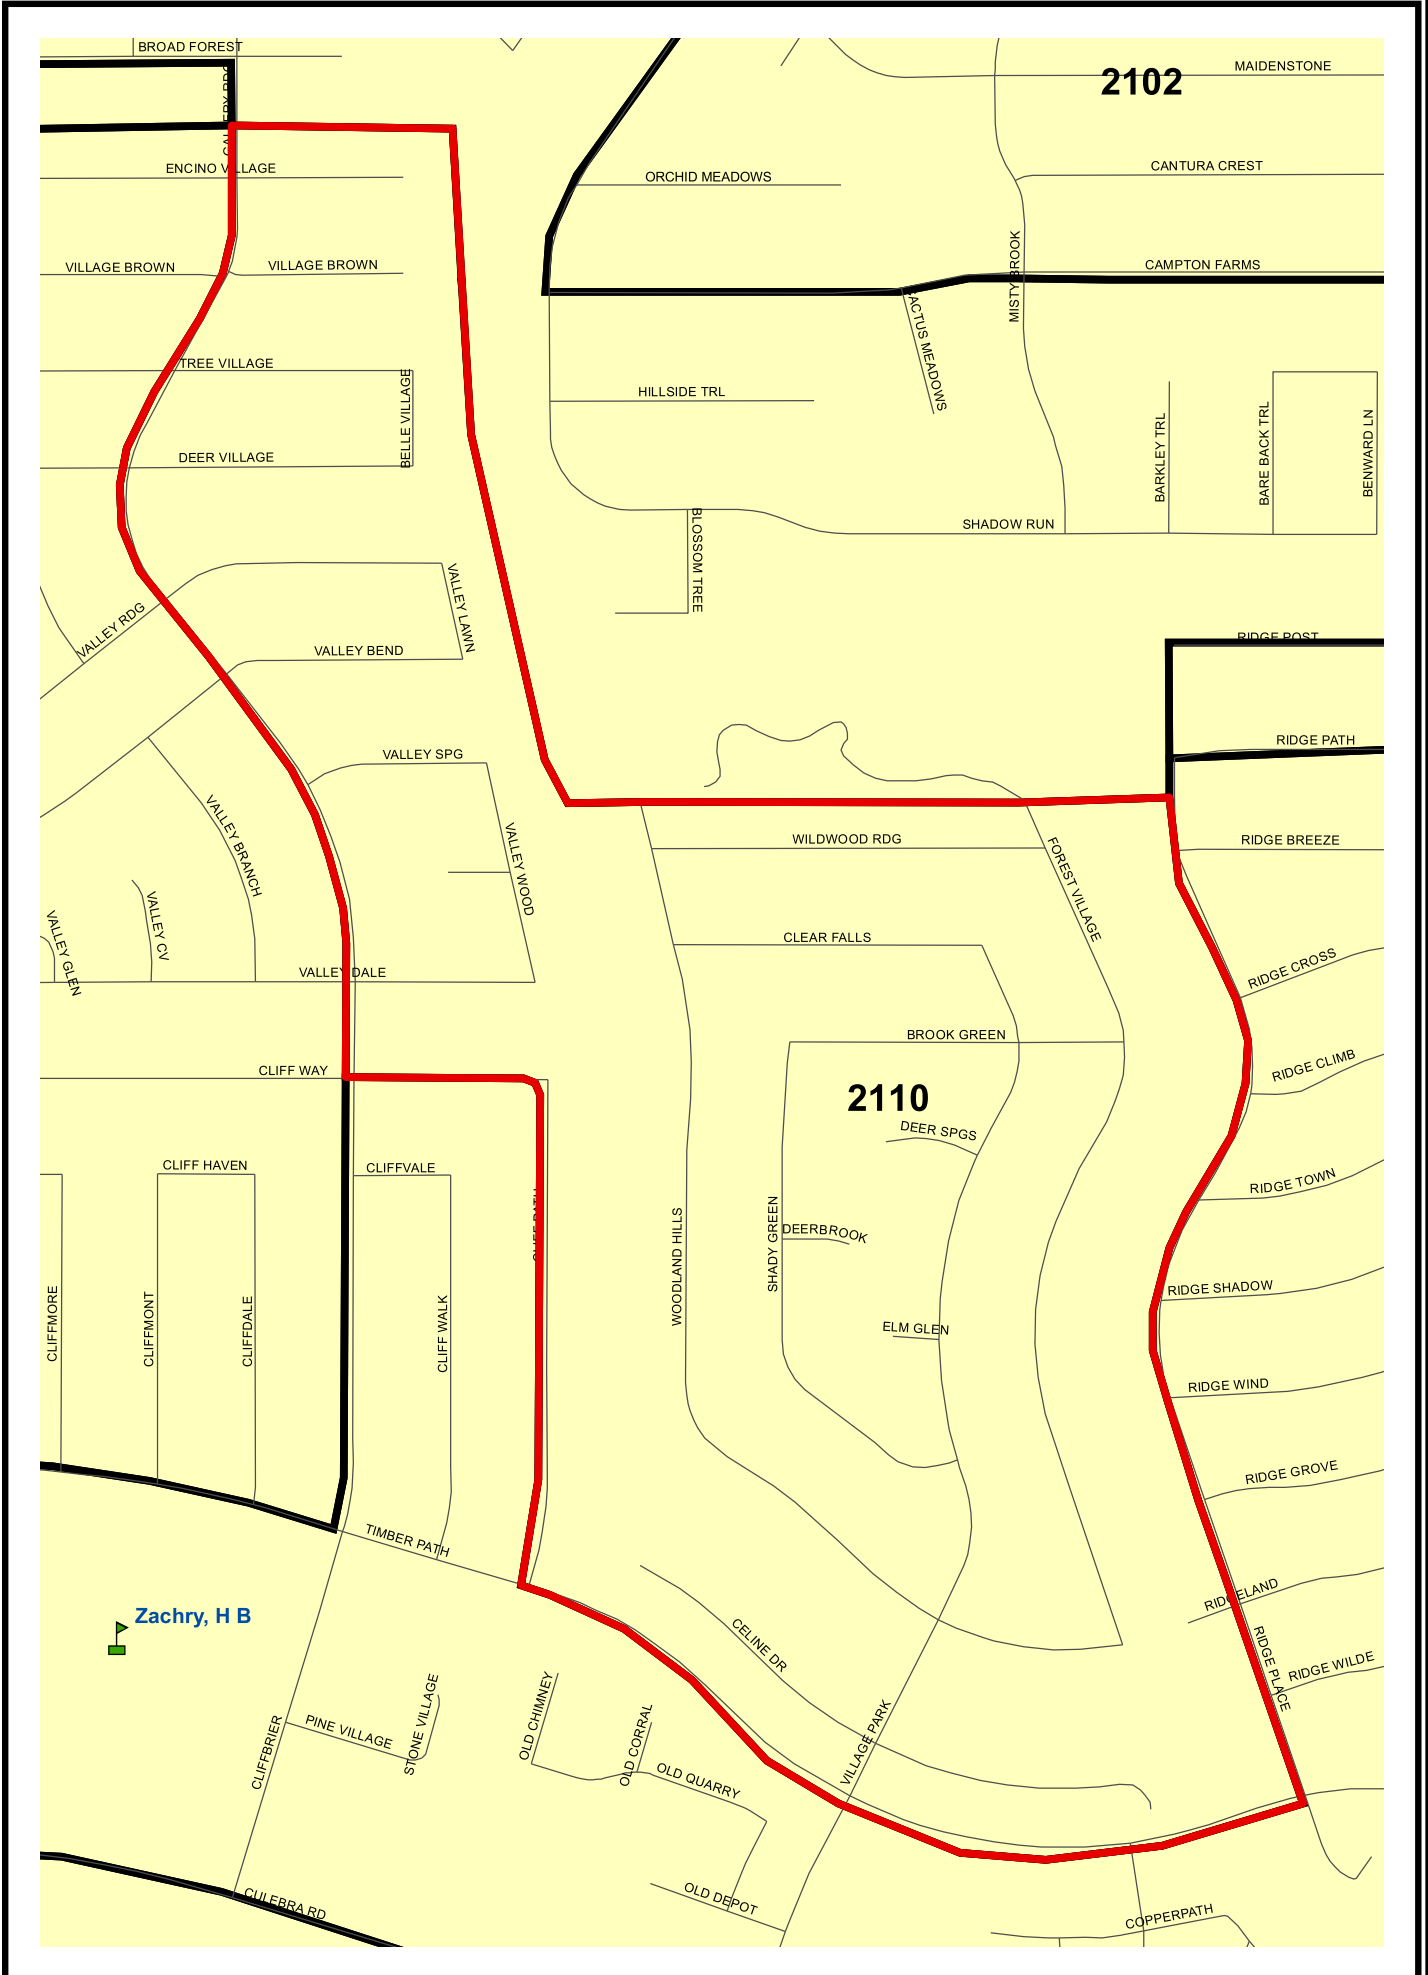 BROAD FOREST
MAIDENSTONE
2102
ENCINO VILLAGE
ORCHID MEADOWS
CANTURA CREST
VILLAGE BROWN
VILLAGE BROWN
MISTY BROOK
CAMPTON FARMS
CACTUS MEADOWS
TREE VILLAGE
BELLE VILLAGE
HILLSIDE TRL
BARKLEY TRL
BARE BACK TRL
BENWARD LN
DEER VILLAGE
SHADOW RUN
BLOSSOM TREE
VALLEY RDG
VALLEY LAWN
VALLEY BEND
RIDGE POST
RIDGE PATH
VALLEY SPG
VALLEY BRANCH
VALLEY WOOD
WILDWOOD RDG
FOREST VILLAGE
RIDGE BREEZE
VALLEY GLEN
VALLEY CV
CLEAR FALLS
RIDGE CROSS
VALLEY DALE
BROOK GREEN
CLIFF WAY
RIDGE CLIMB
2110
DEER SPGS
CLIFF HAVEN
CLIFFVALE
CLIFF PATH
RIDGE TOWN
WOODLAND HILLS
SHADY GREEN
DEERBROOK
RIDGE SHADOW
CLIFFMORE
CLIFFMONT
CLIFFDALE
CLIFF WALK
ELM GLEN
RIDGE WIND
RIDGE GROVE
TIMBER PATH
RIDGELAND
Zachry, H B
CELINE DR
RIDGE PLACE
RIDGE WILDE
CLIFFBRIER
PINE VILLAGE
STONE VILLAGE
OLD CHIMNEY
OLD CORRAL
OLD QUARRY
VILLAGE PARK
CULEBRA RD
OLD DEPOT
COPPERPATH